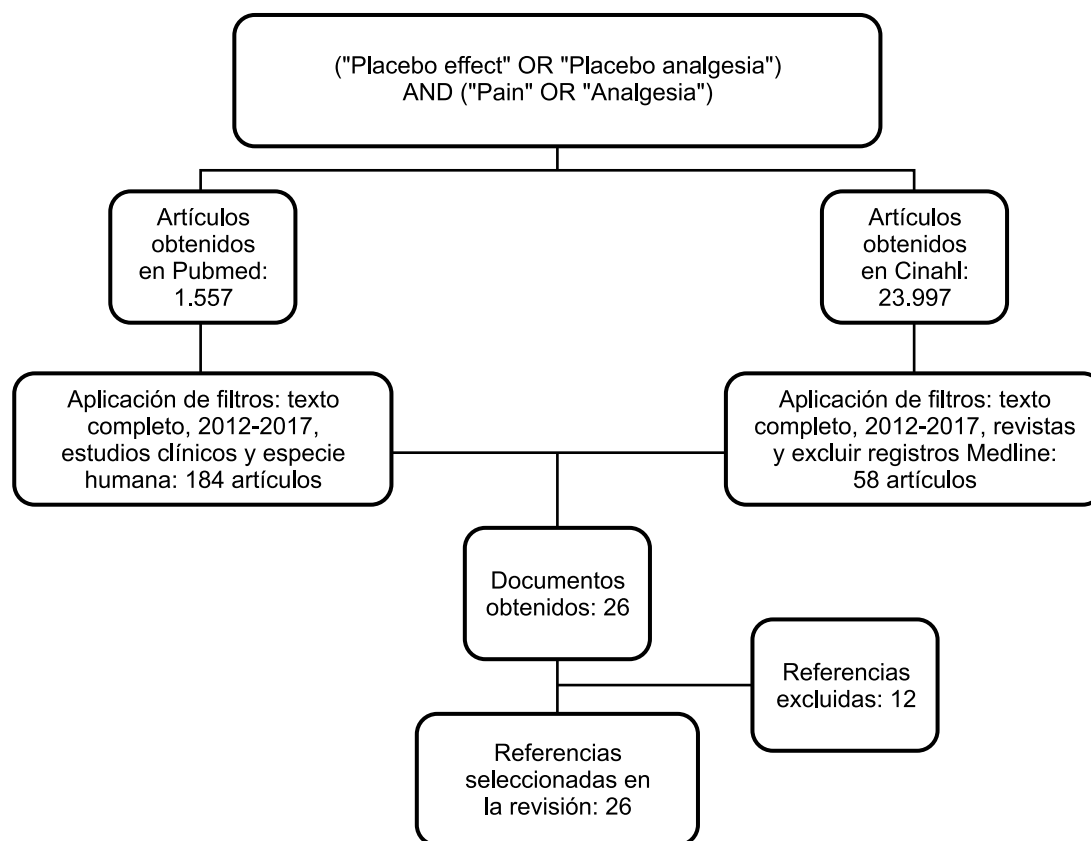 ("Placebo effect" OR "Placebo analgesia")
AND ("Pain" OR "Analgesia")
Artículos
obtenidos
en Pubmed:
1.557
Artículos
obtenidos
en Cinahl:
23.997
Aplicación de filtros: texto
completo, 2012-2017,
estudios clínicos y especie
humana: 184 artículos
Aplicación de filtros: texto
completo, 2012-2017, revistas
y excluir registros Medline:
58 artículos
Documentos
obtenidos: 26
Referencias
excluidas: 12
Referencias
seleccionadas en
la revisión: 26